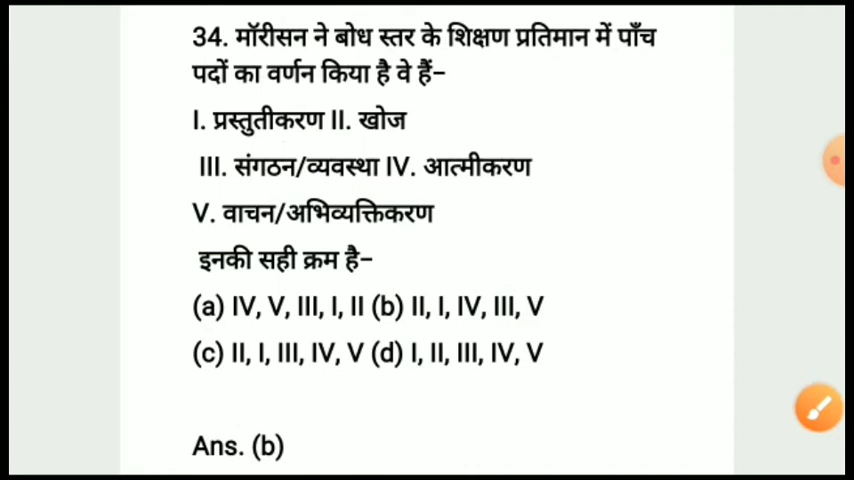 34. मॉरीसन ने बोध स्तर के शिक्षण प्रतिमान में पाँच
पदों का वर्णन किया है वे हैं–
I. प्रस्तुतीकरण II. खोज
III. संगठन/व्यवस्था IV. आत्मीकरण
V. वाचन/अभिव्यक्तिकरण
इनकी सही क्रम है–
(a) IV, V, III, I, II (b) II, I, IV, III, V
(c) II, I, III, IV, V (d) I, II, III, IV, V
Ans. (b)